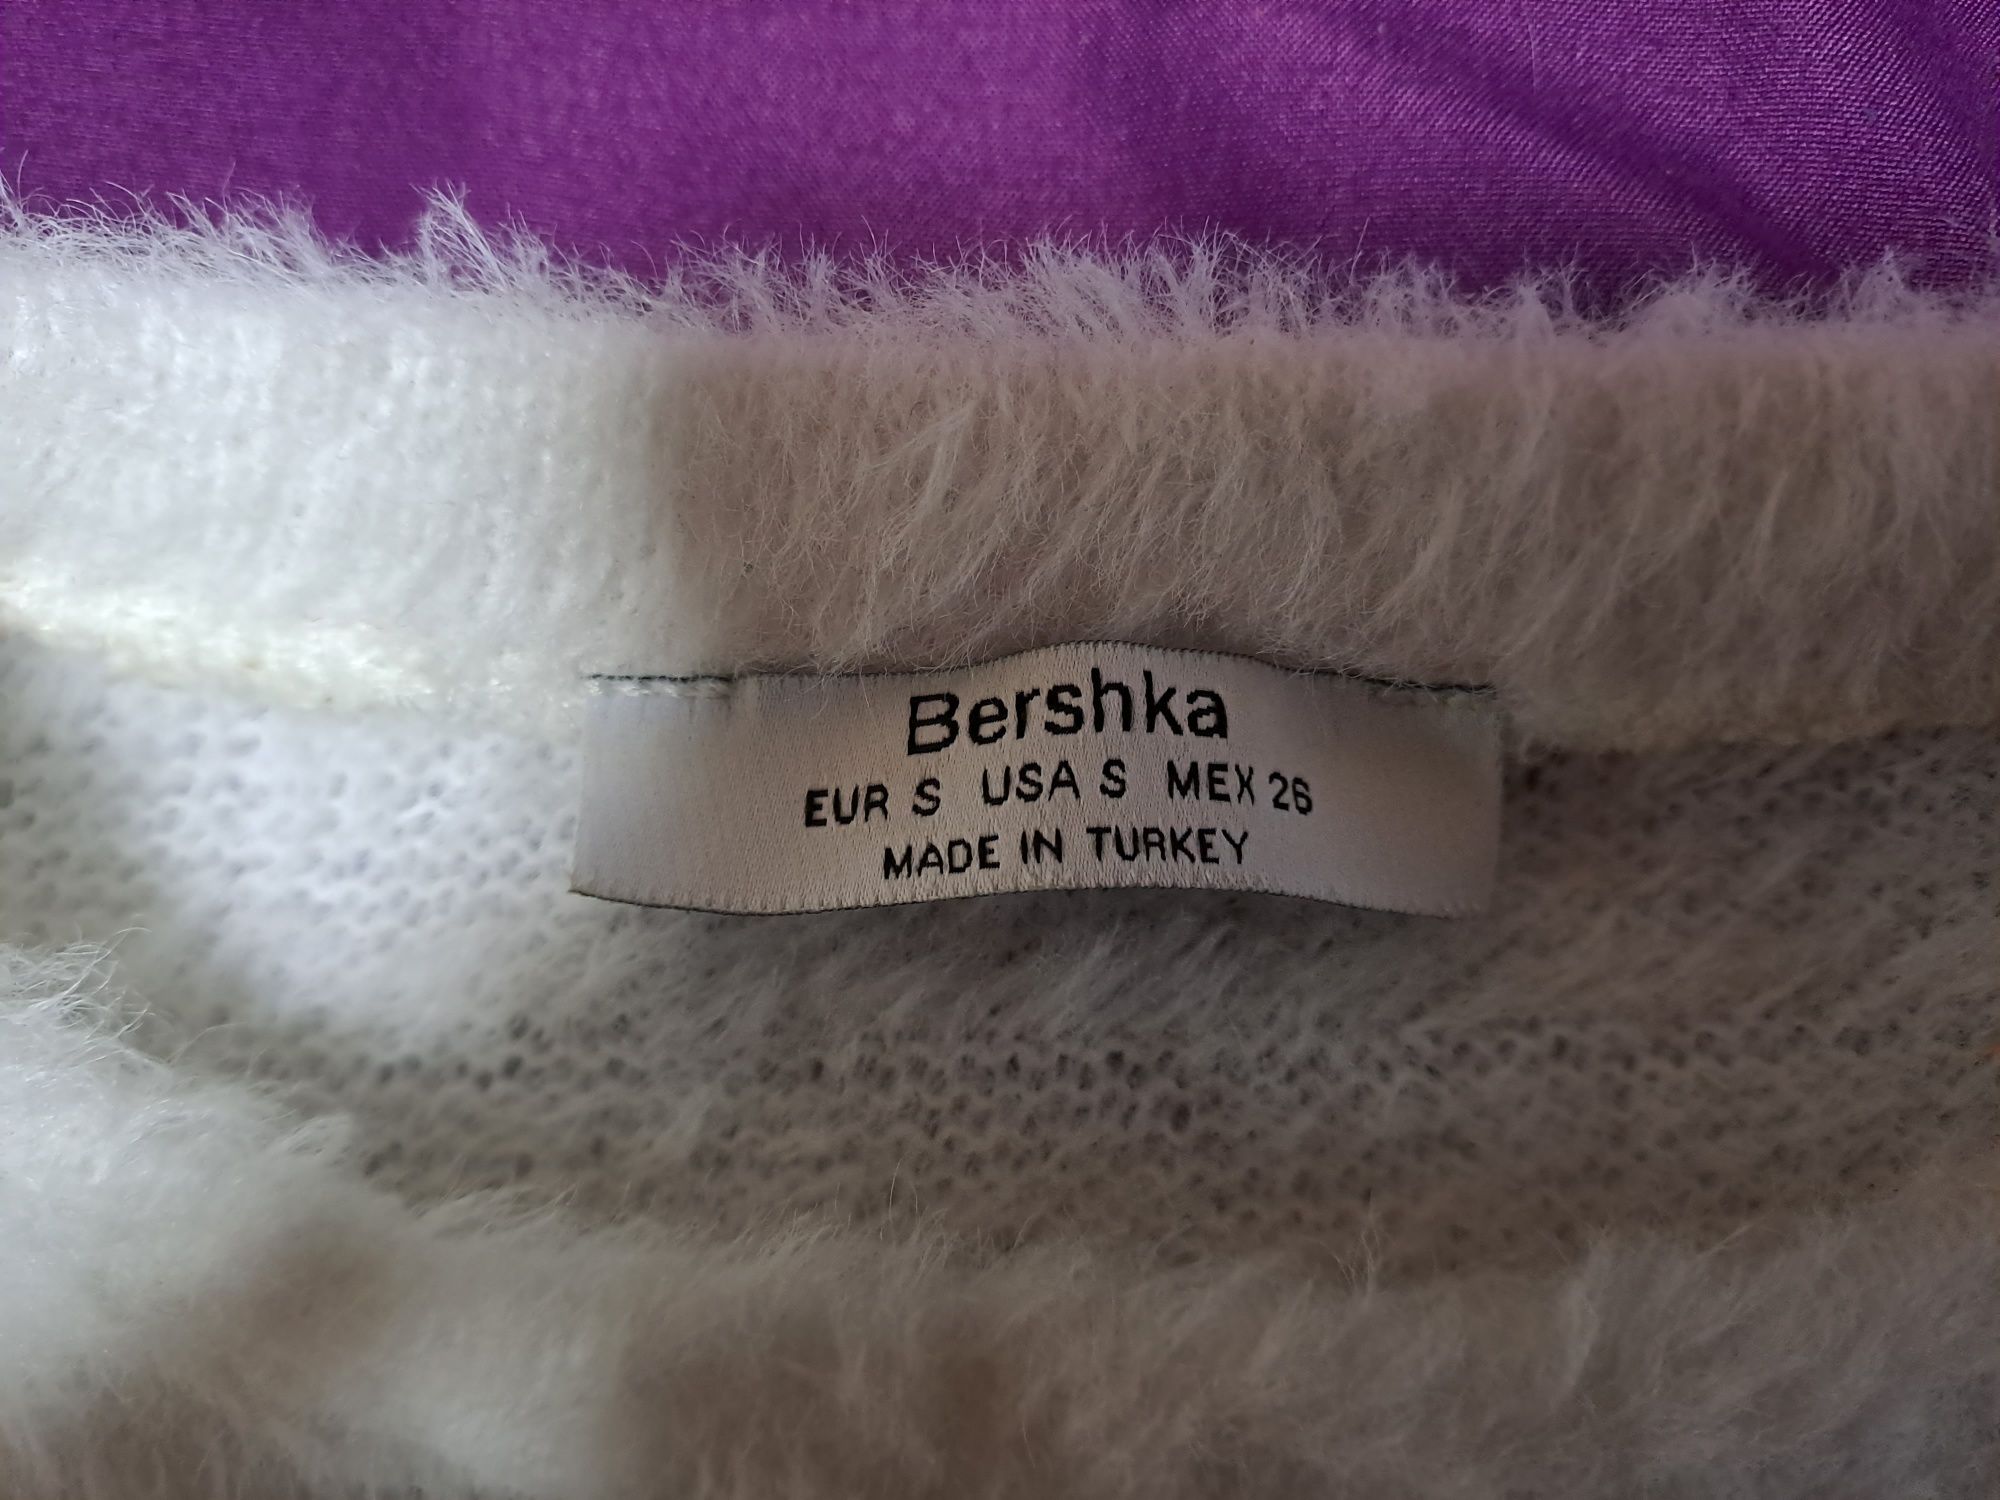 Bershka
EUR S USA S MEX 26
MADE IN TURKEY